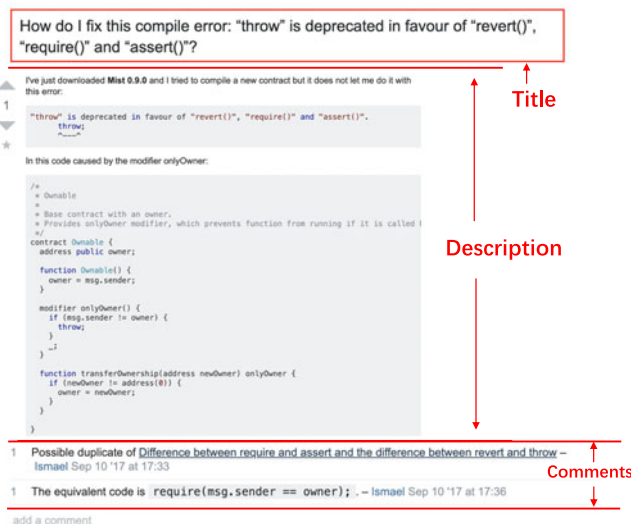 How do I fix this compile error: “throw” is deprecated in favour of “revert()”,
“require()” and “assert()”?
Title
I've just downloaded Mist 0.9.0 and I tried to compile a new contract but it does not let me do it with
this error:
1
"throw" is deprecated in favour of "revert()", "require()" and "assert()".
throw;
^---^
In this code caused by the modifier onlyOwner:
/*
* Ownable
*
* Base contract with an owner.
* Provides onlyOwner modifier, which prevents function from running if it is called
*/
contract Ownable {
address public owner;
function Ownable() {
owner = msg.sender;
}
modifier onlyOwner() {
if (msg.sender != owner) {
throw;
}
_;
}
function transferOwnership(address newOwner) onlyOwner {
if (newOwner != address(0)) {
owner = newOwner;
}
}
}
Description
1 Possible duplicate of Difference between require and assert and the difference between revert and throw –
Ismael Sep 10 '17 at 17:33
Comments
1 The equivalent code is require(msg.sender == owner); . – Ismael Sep 10 '17 at 17:36
add a comment